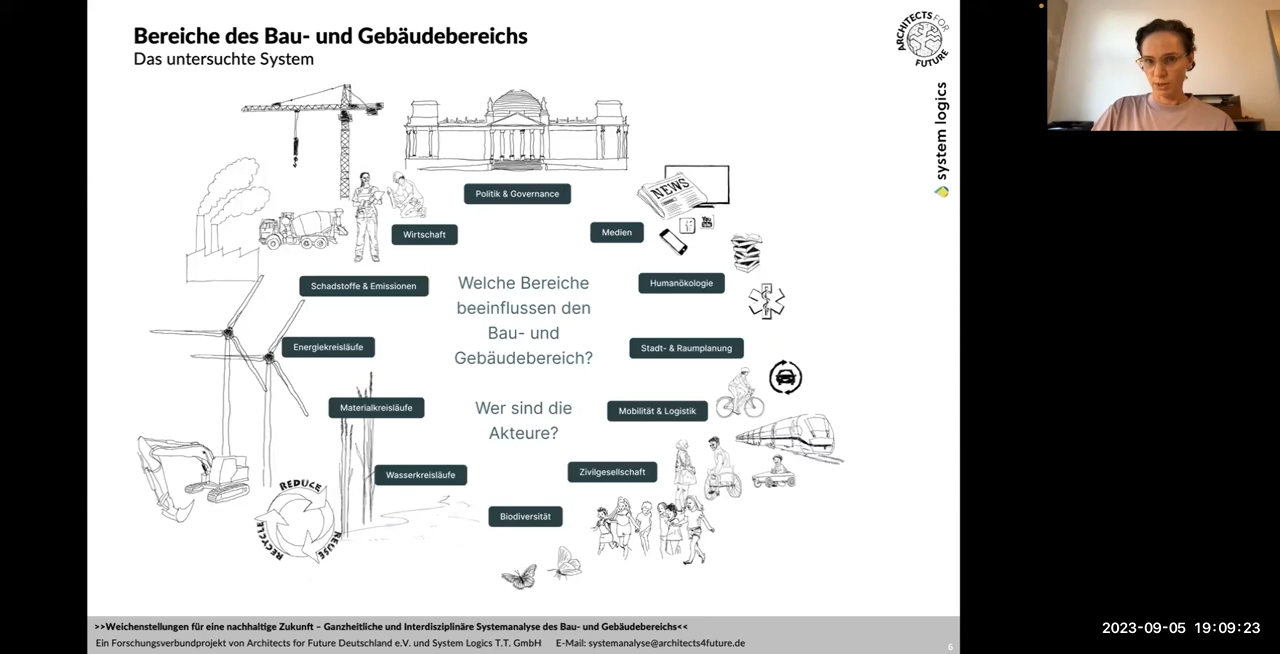 Bereiche des Bau- und Gebäudebereichs
Das untersuchte System
ARCHITECTS FOR FUTURE
system logics
NEWS
Politik & Governance
Wirtschaft
Medien
You
Schadstoffe & Emissionen
Humanökologie
Welche Bereiche
beeinflussen den
Bau- und
Gebäudebereich?
Energiekreisläufe
Stadt- & Raumplanung
Materialkreisläufe
Mobilität & Logistik
Wer sind die
Akteure?
Wasserkreisläufe
Zivilgesellschaft
Biodiversität
REDUCE
REUSE
RECYCLE
>>Weichenstellungen für eine nachhaltige Zukunft – Ganzheitliche und Interdisziplinäre Systemanalyse des Bau- und Gebäudebereichs<<
Ein Forschungsverbundprojekt von Architects for Future Deutschland e.V. und System Logics T.T. GmbH E-Mail: systemanalyse@architects4future.de
6
2023-09-05 19:09:23